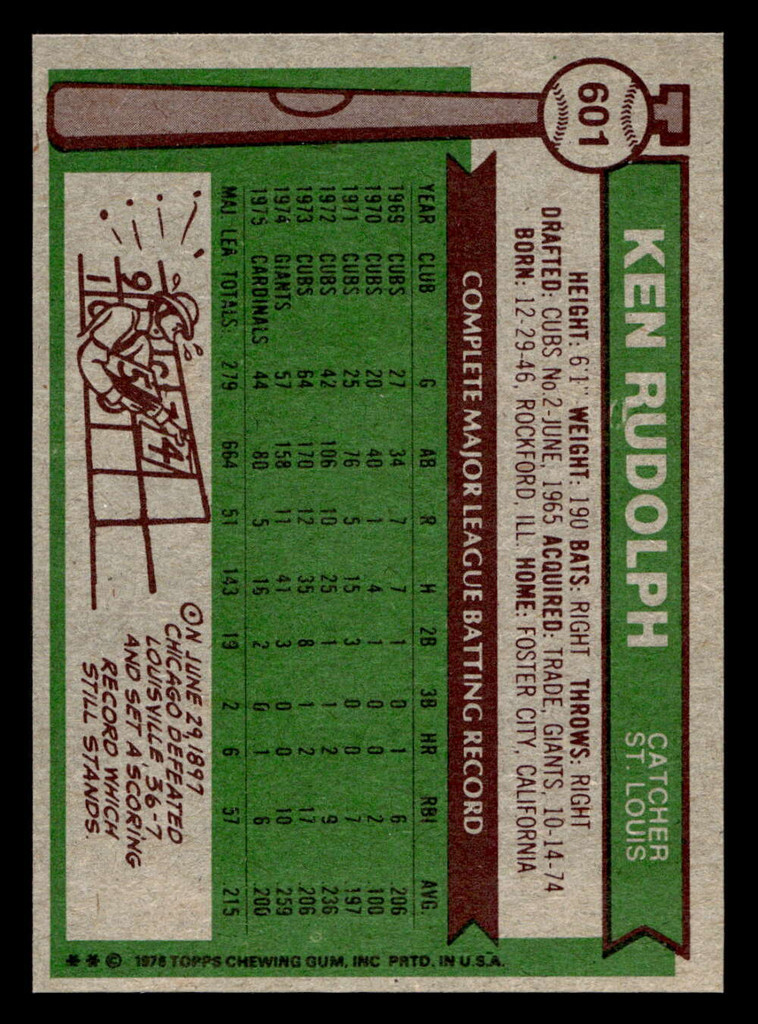 601
KEN RUDOLPH
CATCHER
ST. LOUIS
HEIGHT: 6'1" WEIGHT: 190 BATS: RIGHT THROWS: RIGHT
DRAFTED: CUBS No. 2-JUNE, 1965 ACQUIRED: TRADE, GIANTS, 10-14-74
BORN: 12-29-46, ROCKFORD, ILL. HOME: FOSTER CITY, CALIFORNIA
COMPLETE MAJOR LEAGUE BATTING RECORD
YEAR CLUB G AB R H 2B 3B HR RBI AVG.
1969 CUBS 27 34 7 7 1 0 1 6 206
1970 CUBS 20 40 1 4 1 0 0 2 100
1971 CUBS 25 76 5 15 3 0 0 7 197
1972 CUBS 42 106 10 25 1 1 2 9 236
1973 CUBS 64 170 12 35 8 1 2 17 206
1974 GIANTS 57 158 11 41 3 0 0 10 259
1975 CARDINALS 44 80 5 16 2 0 1 6 200
MAJ. LEA. TOTALS: 279 664 51 143 19 2 6 57 215
9 1 C 5 7 4
ON JUNE 29, 1897
CHICAGO DEFEATED
LOUISVILLE, 36-7
AND SET A SCORING
RECORD WHICH
STILL STANDS.
* * © 1976 TOPPS CHEWING GUM, INC PRTD. IN U.S.A.